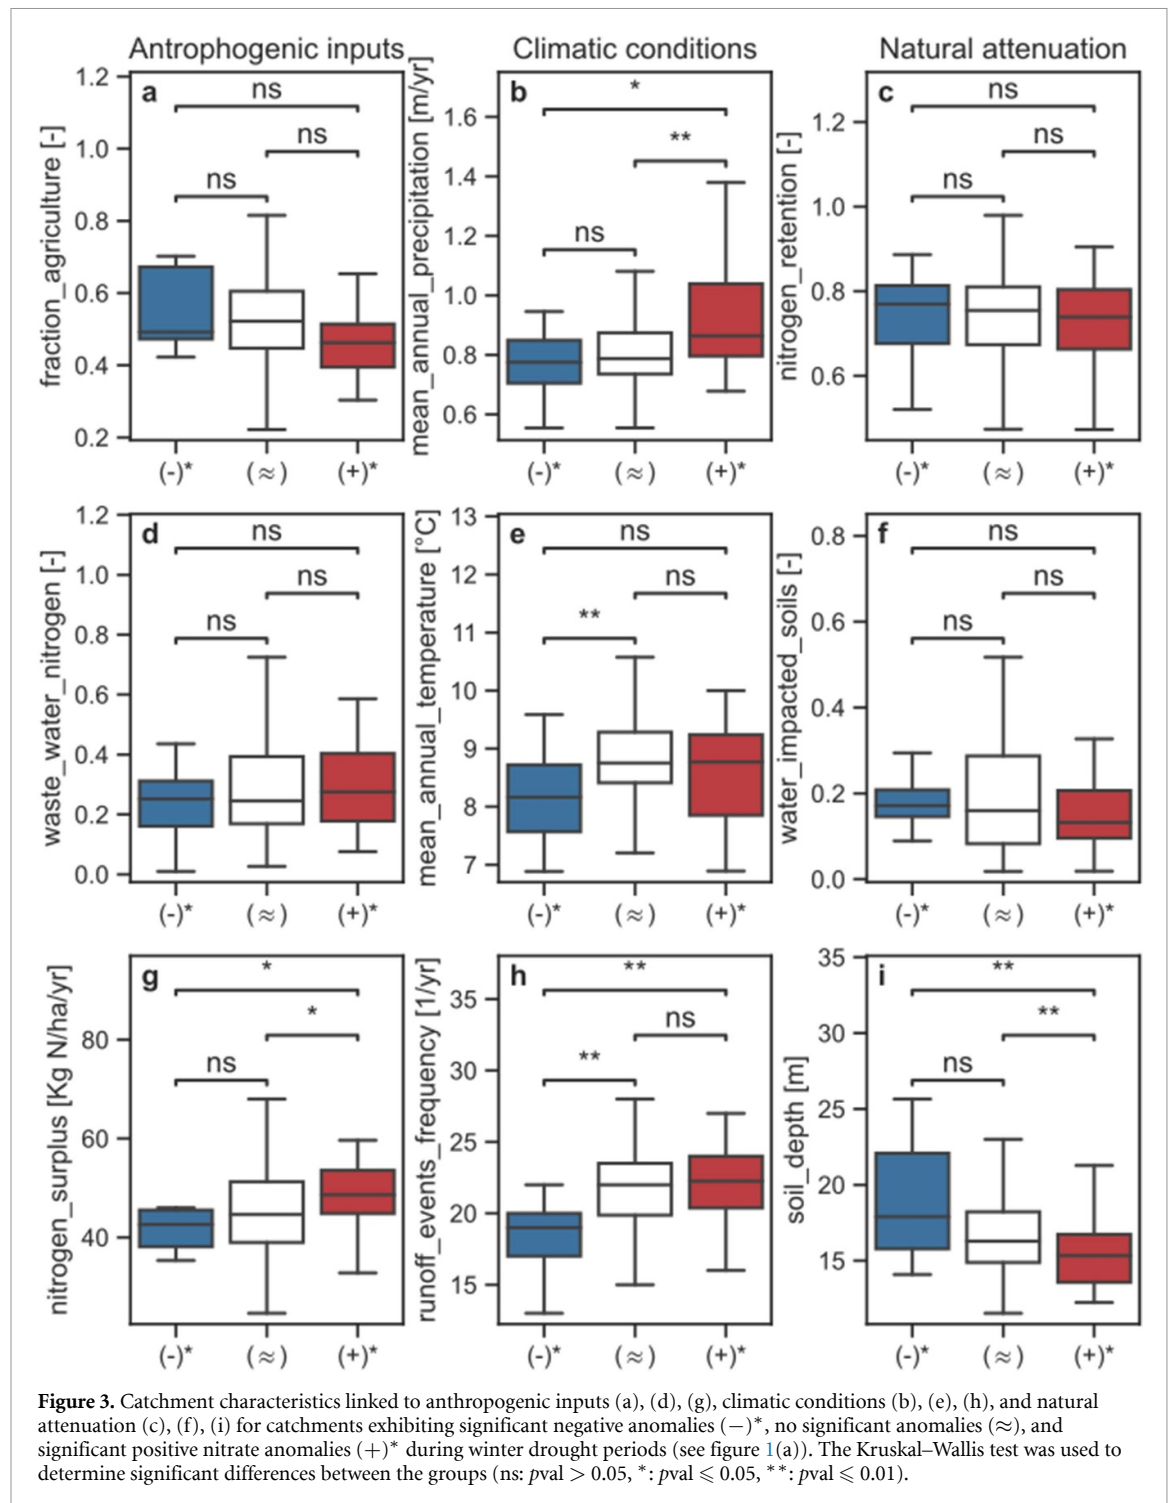 Antrophogenic inputs
Climatic conditions
Natural attenuation
a
fraction_agriculture [-]
1.2
1.0
0.8
0.6
0.4
0.2
ns
ns
ns
(-)*
(≈)
(+)*
b
mean_annual_precipitation [m/yr]
1.6
1.4
1.2
1.0
0.8
0.6
*
**
ns
(-)*
(≈)
(+)*
c
nitrogen_retention [-]
1.2
1.0
0.8
0.6
ns
ns
ns
(-)*
(≈)
(+)*
d
waste_water_nitrogen [-]
1.2
1.0
0.8
0.6
0.4
0.2
0.0
ns
ns
ns
(-)*
(≈)
(+)*
e
mean_annual_temperature [°C]
13
12
11
10
9
8
7
ns
ns
**
(-)*
(≈)
(+)*
f
water_impacted_soils [-]
0.8
0.6
0.4
0.2
0.0
ns
ns
ns
(-)*
(≈)
(+)*
g
nitrogen_surplus [Kg N/ha/yr]
80
60
40
*
*
ns
(-)*
(≈)
(+)*
h
runoff_events_frequency [1/yr]
35
30
25
20
15
**
ns
**
(-)*
(≈)
(+)*
i
soil_depth [m]
35
30
25
20
15
**
**
ns
(-)*
(≈)
(+)*
Figure 3. Catchment characteristics linked to anthropogenic inputs (a), (d), (g), climatic conditions (b), (e), (h), and natural
attenuation (c), (f), (i) for catchments exhibiting significant negative anomalies (−)*, no significant anomalies (≈), and
significant positive nitrate anomalies (+)* during winter drought periods (see figure 1(a)). The Kruskal–Wallis test was used to
determine significant differences between the groups (ns: pval > 0.05, *: pval ⩽ 0.05, **: pval ⩽ 0.01).